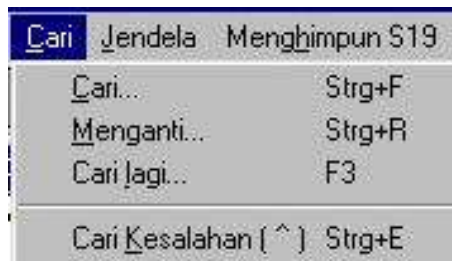 Cari Jendela Menghimpun S19
Cari... Strg+F
Menganti... Strg+R
Cari lagi... F3
Cari Kesalahan ( ^ ) Strg+E